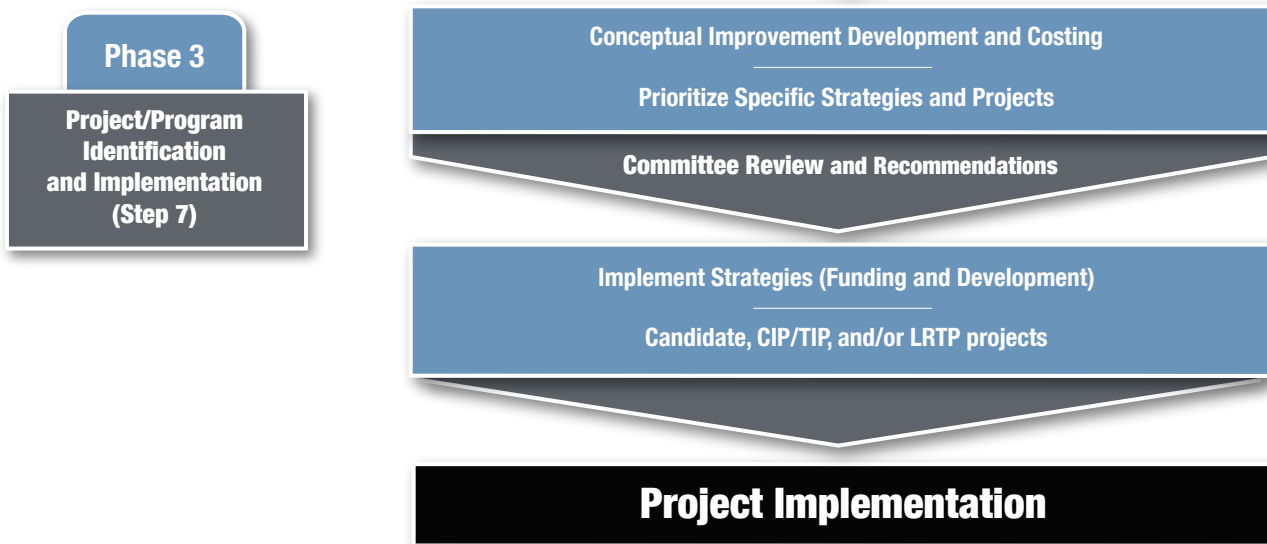 Phase 3
Project/Program
Identification
and Implementation
(Step 7)
Conceptual Improvement Development and Costing
Prioritize Specific Strategies and Projects
Committee Review and Recommendations
Implement Strategies (Funding and Development)
Candidate, CIP/TIP, and/or LRTP projects
Project Implementation